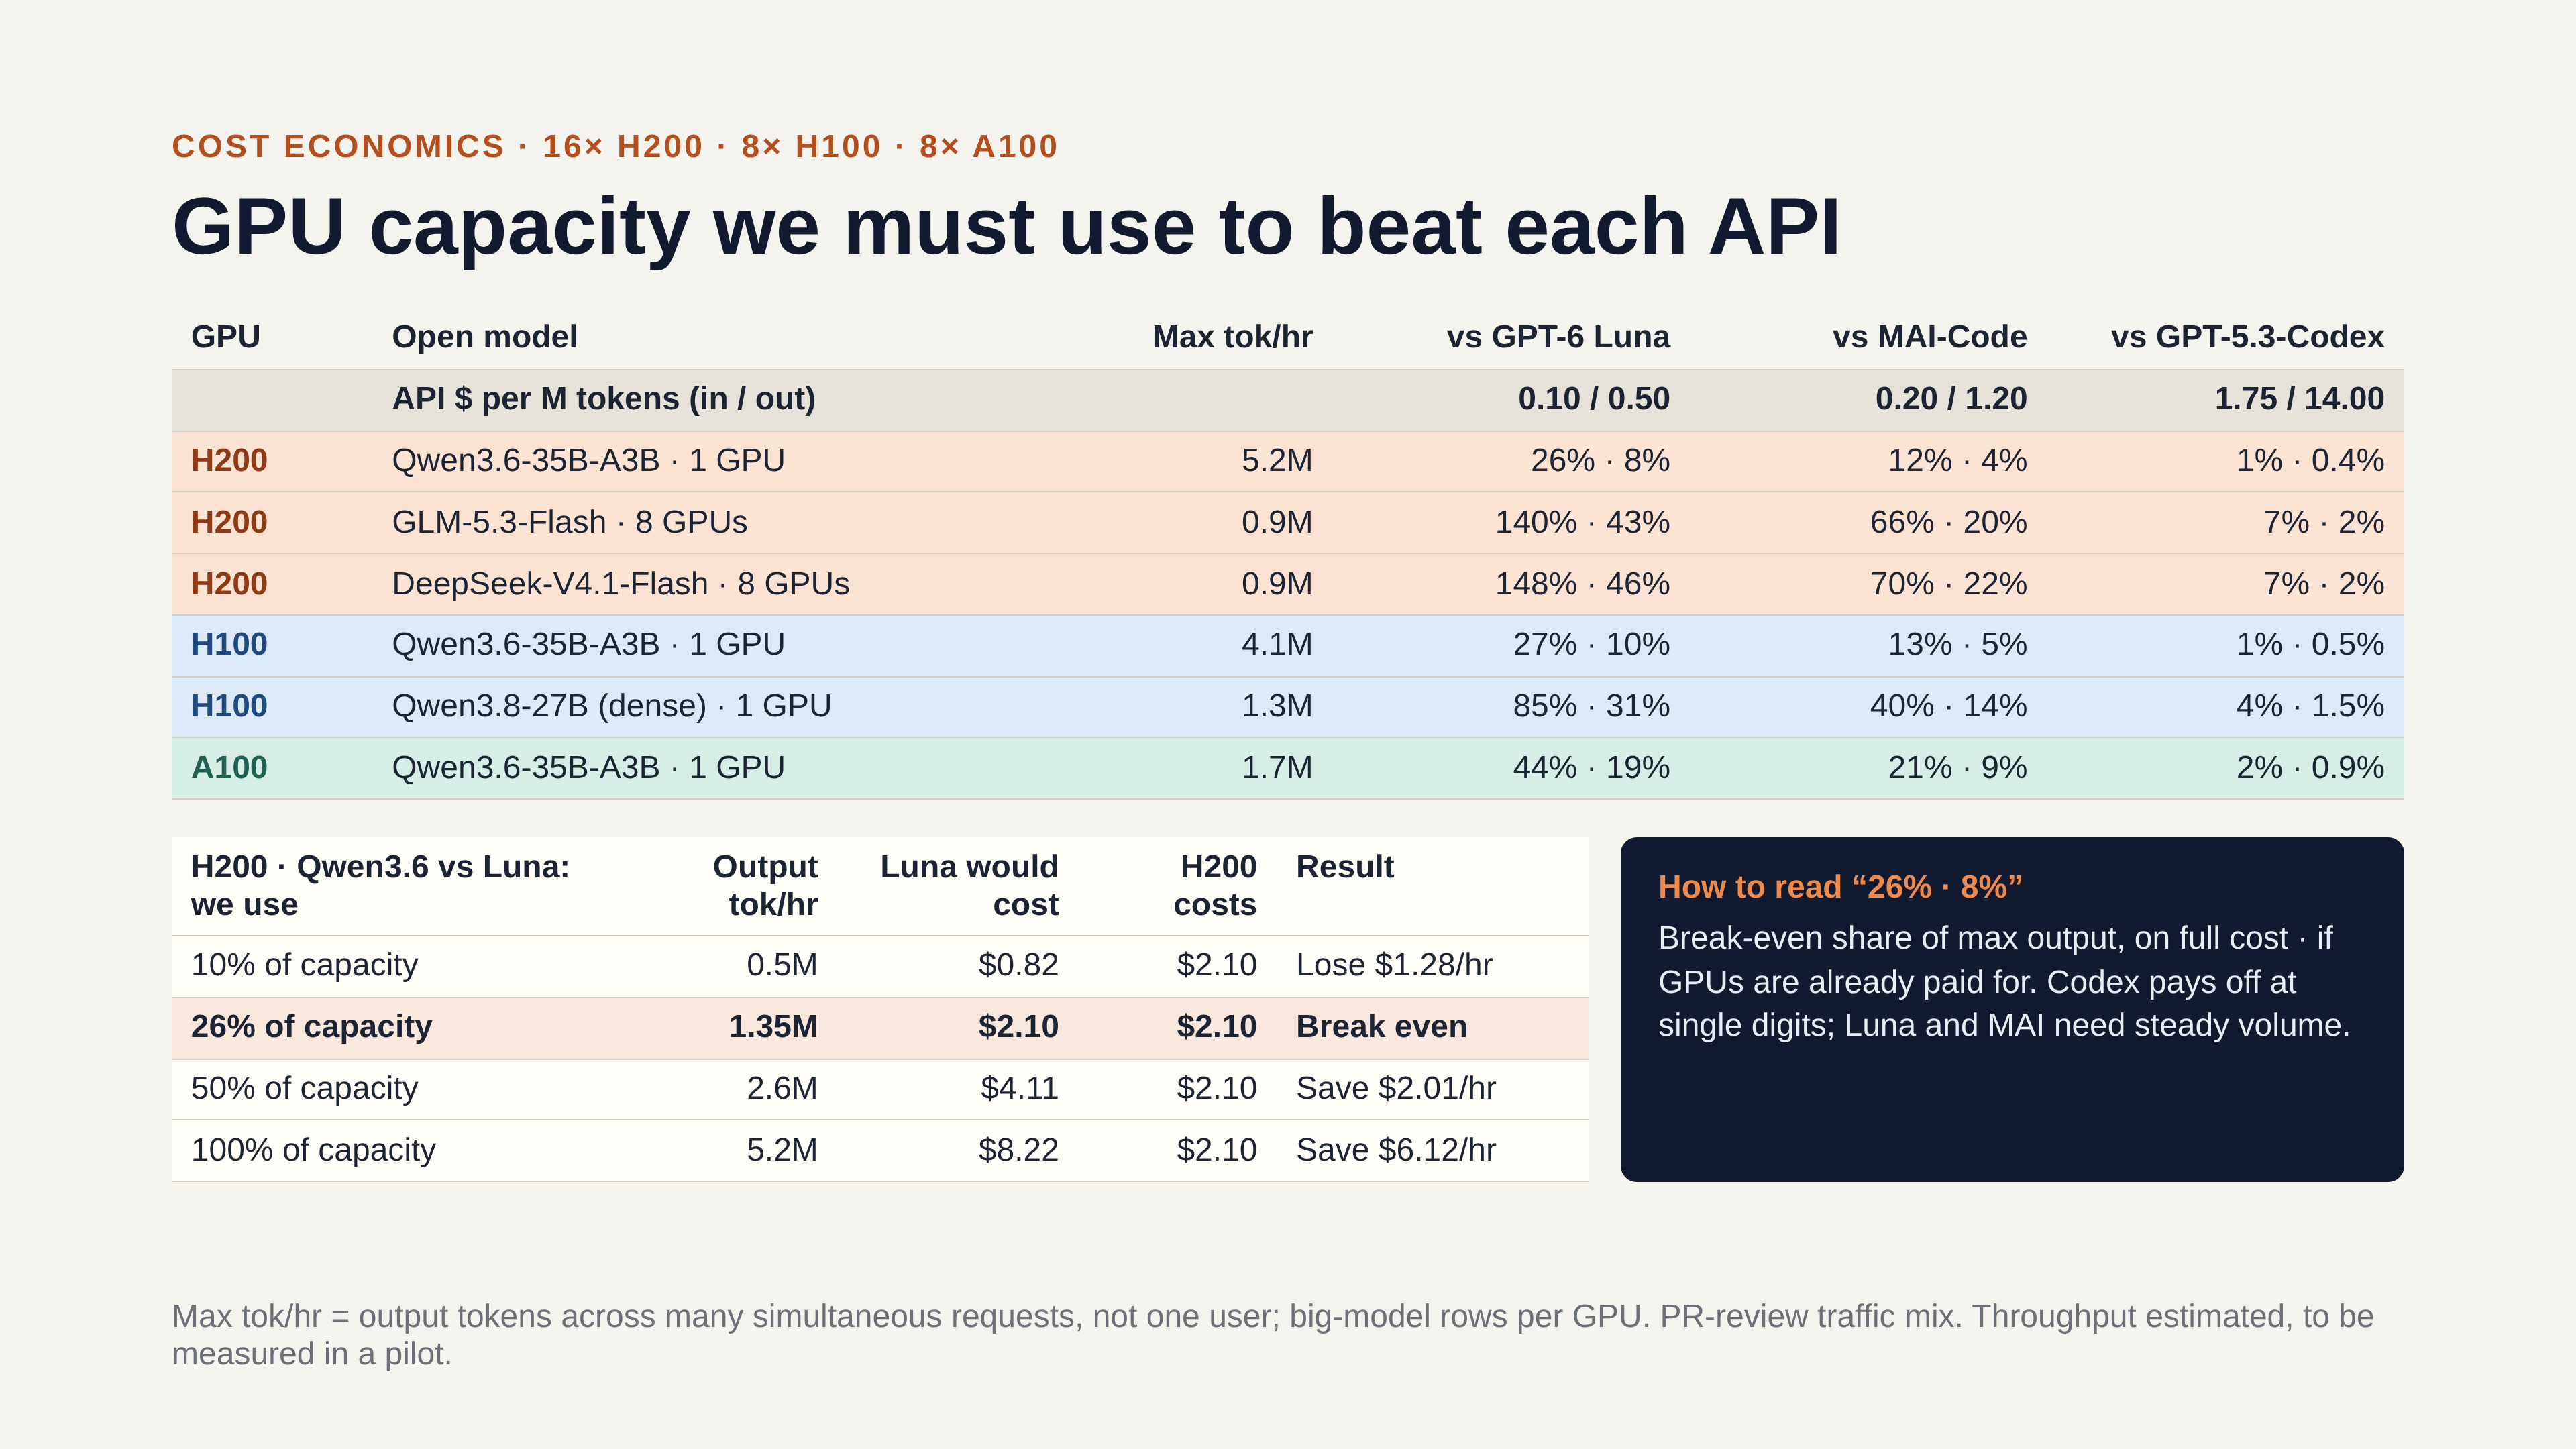 COST ECONOMICS · 16× H200 · 8× H100 · 8× A100
GPU capacity we must use to beat each API
GPU Open model Max tok/hr vs GPT-6 Luna vs MAI-Code vs GPT-5.3-Codex
API $ per M tokens (in / out) 0.10 / 0.50 0.20 / 1.20 1.75 / 14.00
H200 Qwen3.6-35B-A3B · 1 GPU 5.2M 26% · 8% 12% · 4% 1% · 0.4%
H200 GLM-5.3-Flash · 8 GPUs 0.9M 140% · 43% 66% · 20% 7% · 2%
H200 DeepSeek-V4.1-Flash · 8 GPUs 0.9M 148% · 46% 70% · 22% 7% · 2%
H100 Qwen3.6-35B-A3B · 1 GPU 4.1M 27% · 10% 13% · 5% 1% · 0.5%
H100 Qwen3.8-27B (dense) · 1 GPU 1.3M 85% · 31% 40% · 14% 4% · 1.5%
A100 Qwen3.6-35B-A3B · 1 GPU 1.7M 44% · 19% 21% · 9% 2% · 0.9%
H200 · Qwen3.6 vs Luna: Output Luna would H200 Result
we use tok/hr cost costs
10% of capacity 0.5M $0.82 $2.10 Lose $1.28/hr
26% of capacity 1.35M $2.10 $2.10 Break even
50% of capacity 2.6M $4.11 $2.10 Save $2.01/hr
100% of capacity 5.2M $8.22 $2.10 Save $6.12/hr
How to read “26% · 8%”
Break-even share of max output, on full cost · if
GPUs are already paid for. Codex pays off at
single digits; Luna and MAI need steady volume.
Max tok/hr = output tokens across many simultaneous requests, not one user; big-model rows per GPU. PR-review traffic mix. Throughput estimated, to be
measured in a pilot.